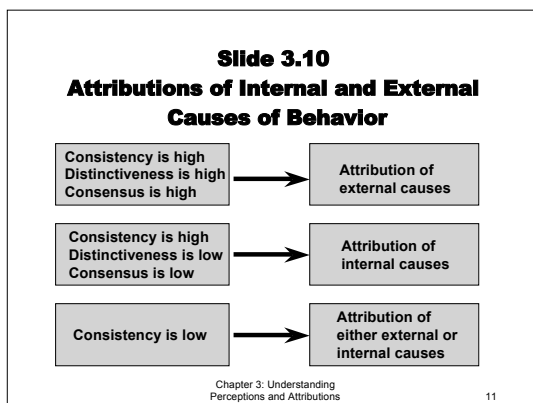 Slide 3.10
Attributions of Internal and External
Causes of Behavior
Consistency is high
Distinctiveness is high
Consensus is high
Attribution of
external causes
Consistency is high
Distinctiveness is low
Consensus is low
Attribution of
internal causes
Consistency is low
Attribution of
either external or
internal causes
Chapter 3: Understanding
Perceptions and Attributions
11